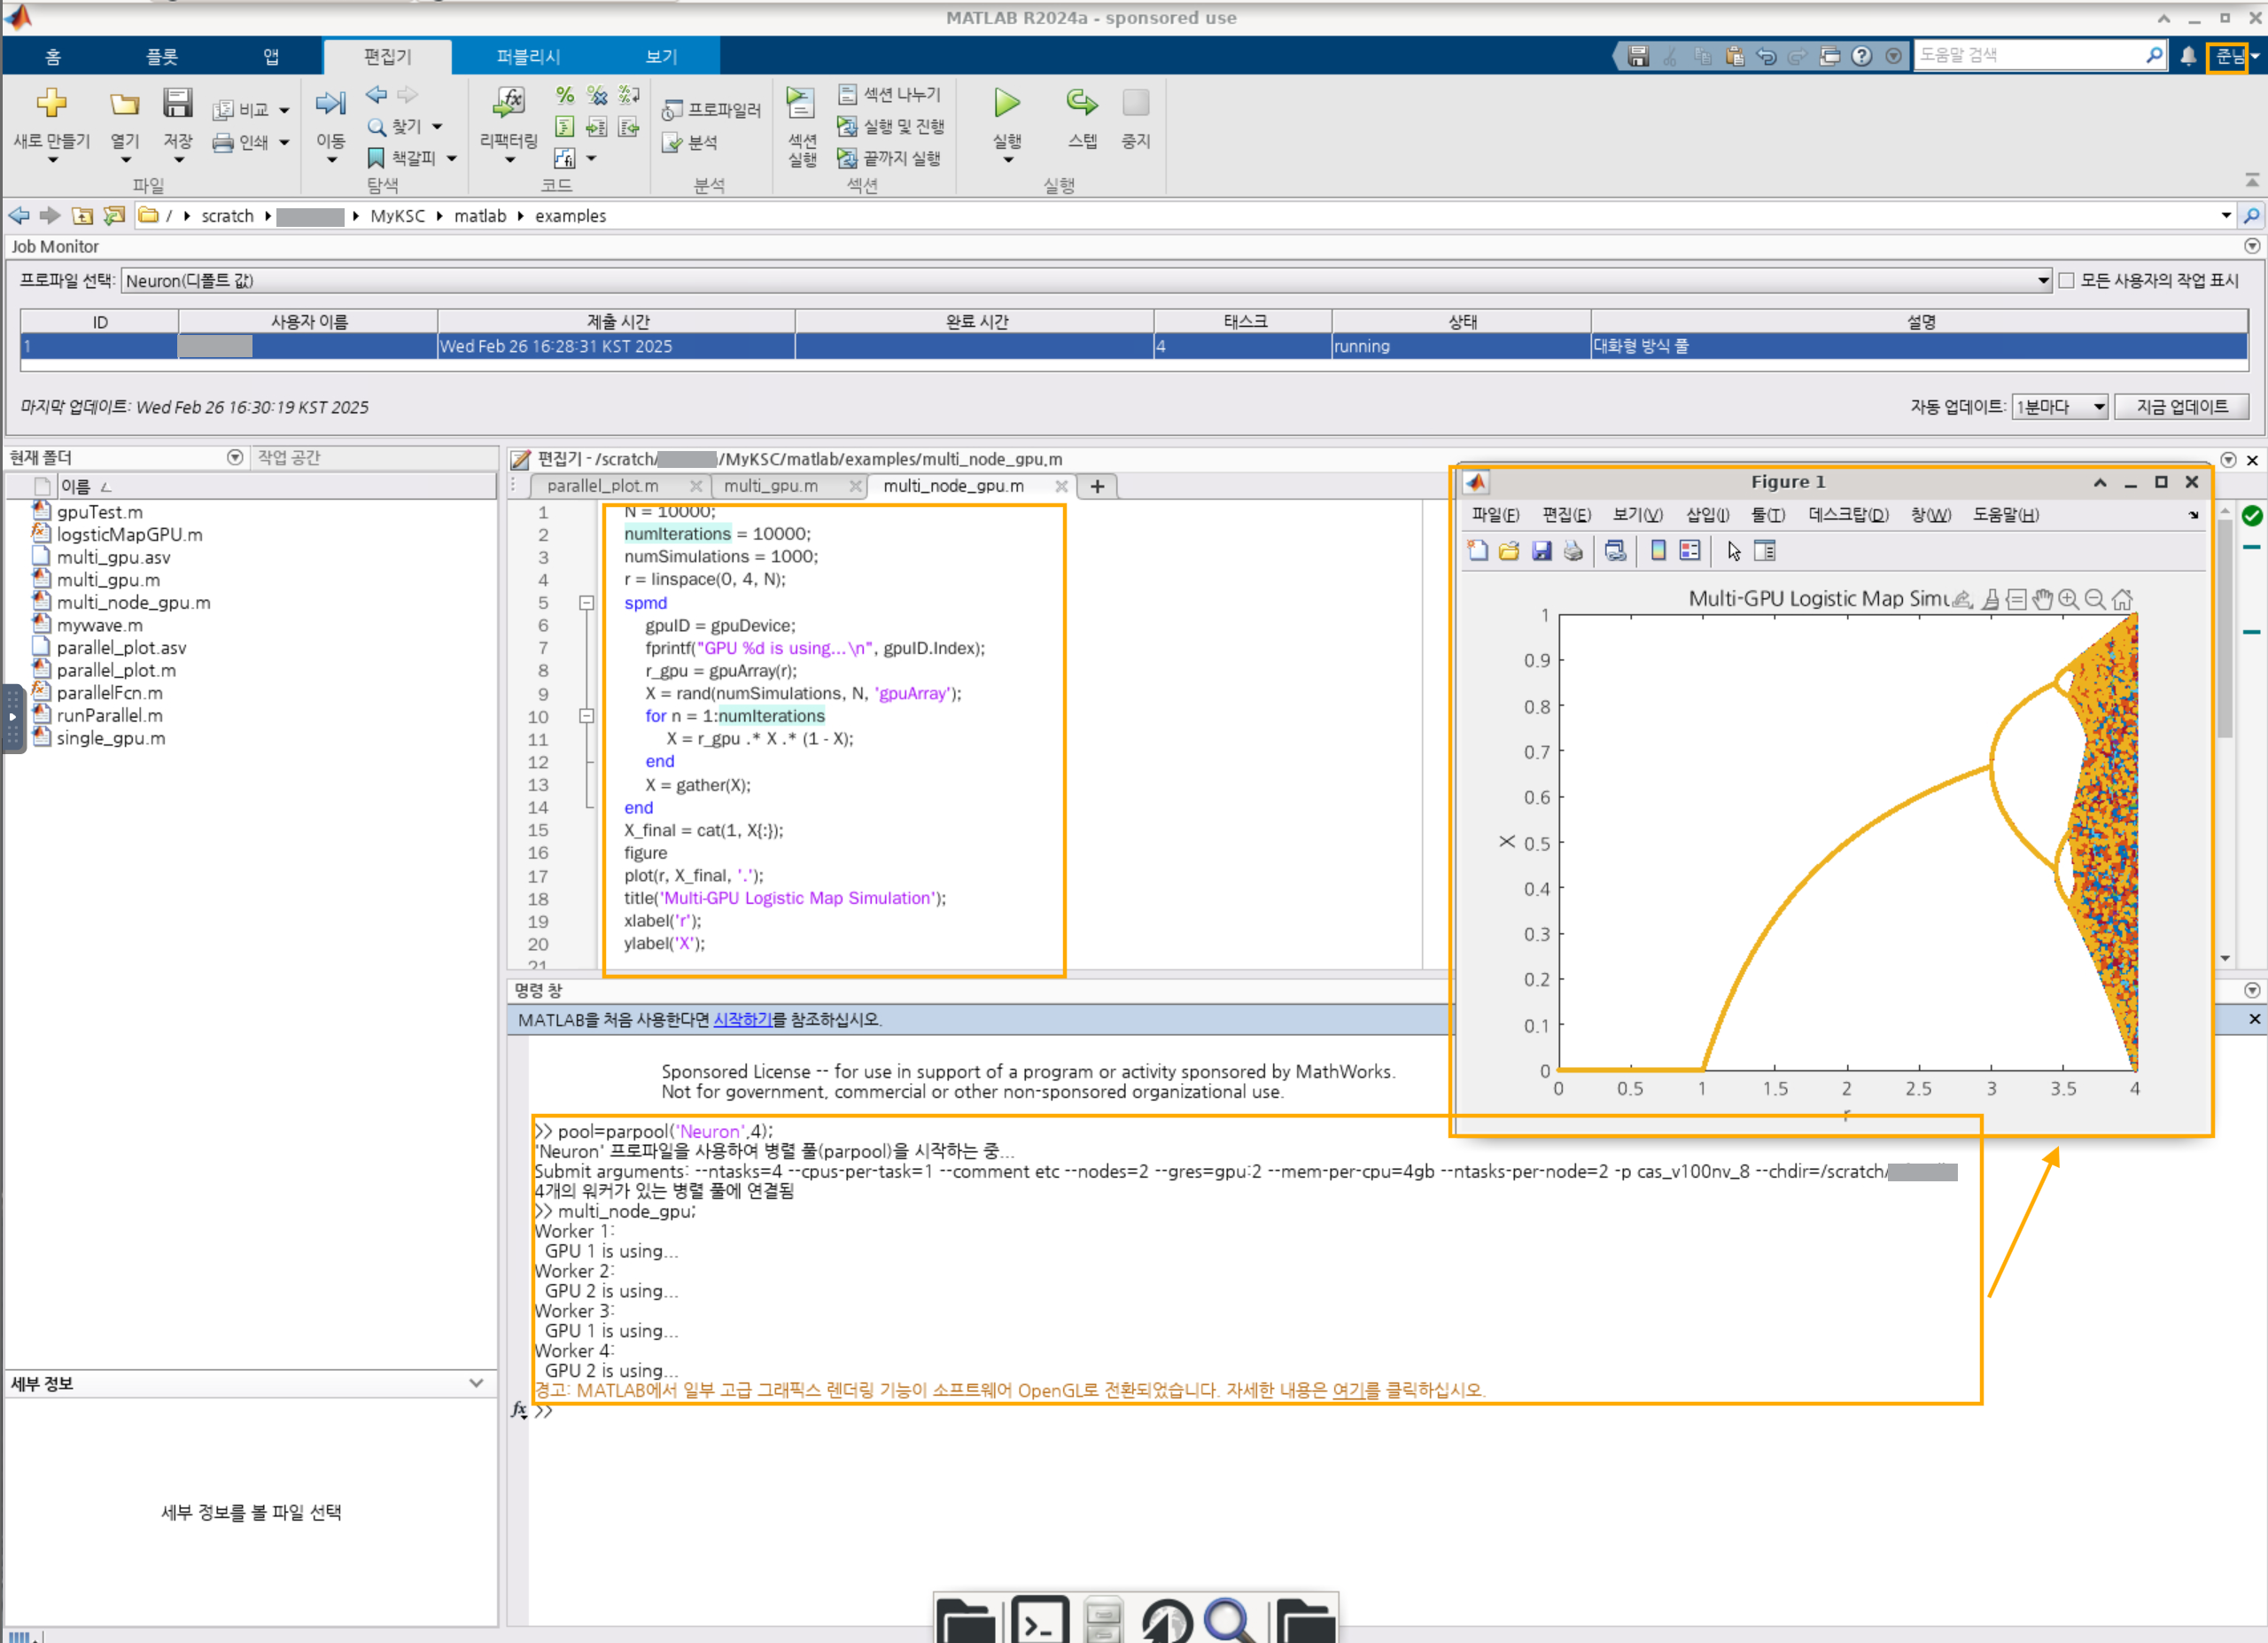 MATLAB R2024a - sponsored use
홈 플롯 앱 편집기 퍼블리시 보기
도움말 검색
준님
새로 만들기 열기 저장 비교 인쇄
파일
이동 찾기 책갈피
탐색
리팩터링
코드
프로파일러
분석
분석
섹션 실행 섹션 나누기
실행 및 진행
끝까지 실행
섹션
실행 스텝 중지
실행
/ scratch MyKSC matlab examples
Job Monitor
프로파일 선택: Neuron(디폴트 값) 모든 사용자의 작업 표시
ID 사용자 이름 제출 시간 완료 시간 태스크 상태 설명
1 Wed Feb 26 16:28:31 KST 2025 4 running 대화형 방식 풀
마지막 업데이트: Wed Feb 26 16:30:19 KST 2025
자동 업데이트: 1분마다 지금 업데이트
현재 폴더 작업 공간
이름
gpuTest.m
logsticMapGPU.m
multi_gpu.asv
multi_gpu.m
multi_node_gpu.m
mywave.m
parallel_plot.asv
parallel_plot.m
parallelFcn.m
runParallel.m
single_gpu.m
세부 정보
세부 정보를 볼 파일 선택
편집기 - /scratch/ /MyKSC/matlab/examples/multi_node_gpu.m
parallel_plot.m multi_gpu.m multi_node_gpu.m
1 N = 10000;
2 numIterations = 10000;
3 numSimulations = 1000;
4 r = linspace(0, 4, N);
5 spmd
6 gpuID = gpuDevice;
7 fprintf("GPU %d is using...\n", gpuID.Index);
8 r_gpu = gpuArray(r);
9 X = rand(numSimulations, N, 'gpuArray');
10 for n = 1:numIterations
11 X = r_gpu .* X .* (1 - X);
12 end
13 X = gather(X);
14 end
15 X_final = cat(1, X{:});
16 figure
17 plot(r, X_final, '.');
18 title('Multi-GPU Logistic Map Simulation');
19 xlabel('r');
20 ylabel('X');
21
Figure 1
파일(F) 편집(E) 보기(V) 삽입(I) 툴(T) 데스크탑(D) 창(W) 도움말(H)
Multi-GPU Logistic Map
1
0.9
0.8
0.7
0.6
X 0.5
0.4
0.3
0.2
0.1
0
0 0.5 1 1.5 2 2.5 3 3.5 4
r
명령 창
MATLAB을 처음 사용한다면 시작하기를 참조하십시오.
Sponsored License -- for use in support of a program or activity sponsored by MathWorks.
Not for government, commercial or other non-sponsored organizational use.
>> pool=parpool('Neuron',4);
'Neuron' 프로파일을 사용하여 병렬 풀(parpool)을 시작하는 중...
Submit arguments: --ntasks=4 --cpus-per-task=1 --comment etc --nodes=2 --gres=gpu:2 --mem-per-cpu=4gb --ntasks-per-node=2 -p cas_v100nv_8 --chdir=/scratch/
4개의 워커가 있는 병렬 풀에 연결됨
>> multi_node_gpu;
Worker 1:
GPU 1 is using...
Worker 2:
GPU 2 is using...
Worker 3:
GPU 1 is using...
Worker 4:
GPU 2 is using...
경고: MATLAB에서 일부 고급 그래픽스 렌더링 기능이 소프트웨어 OpenGL로 전환되었습니다. 자세한 내용은 여기를 클릭하십시오.
fx >>